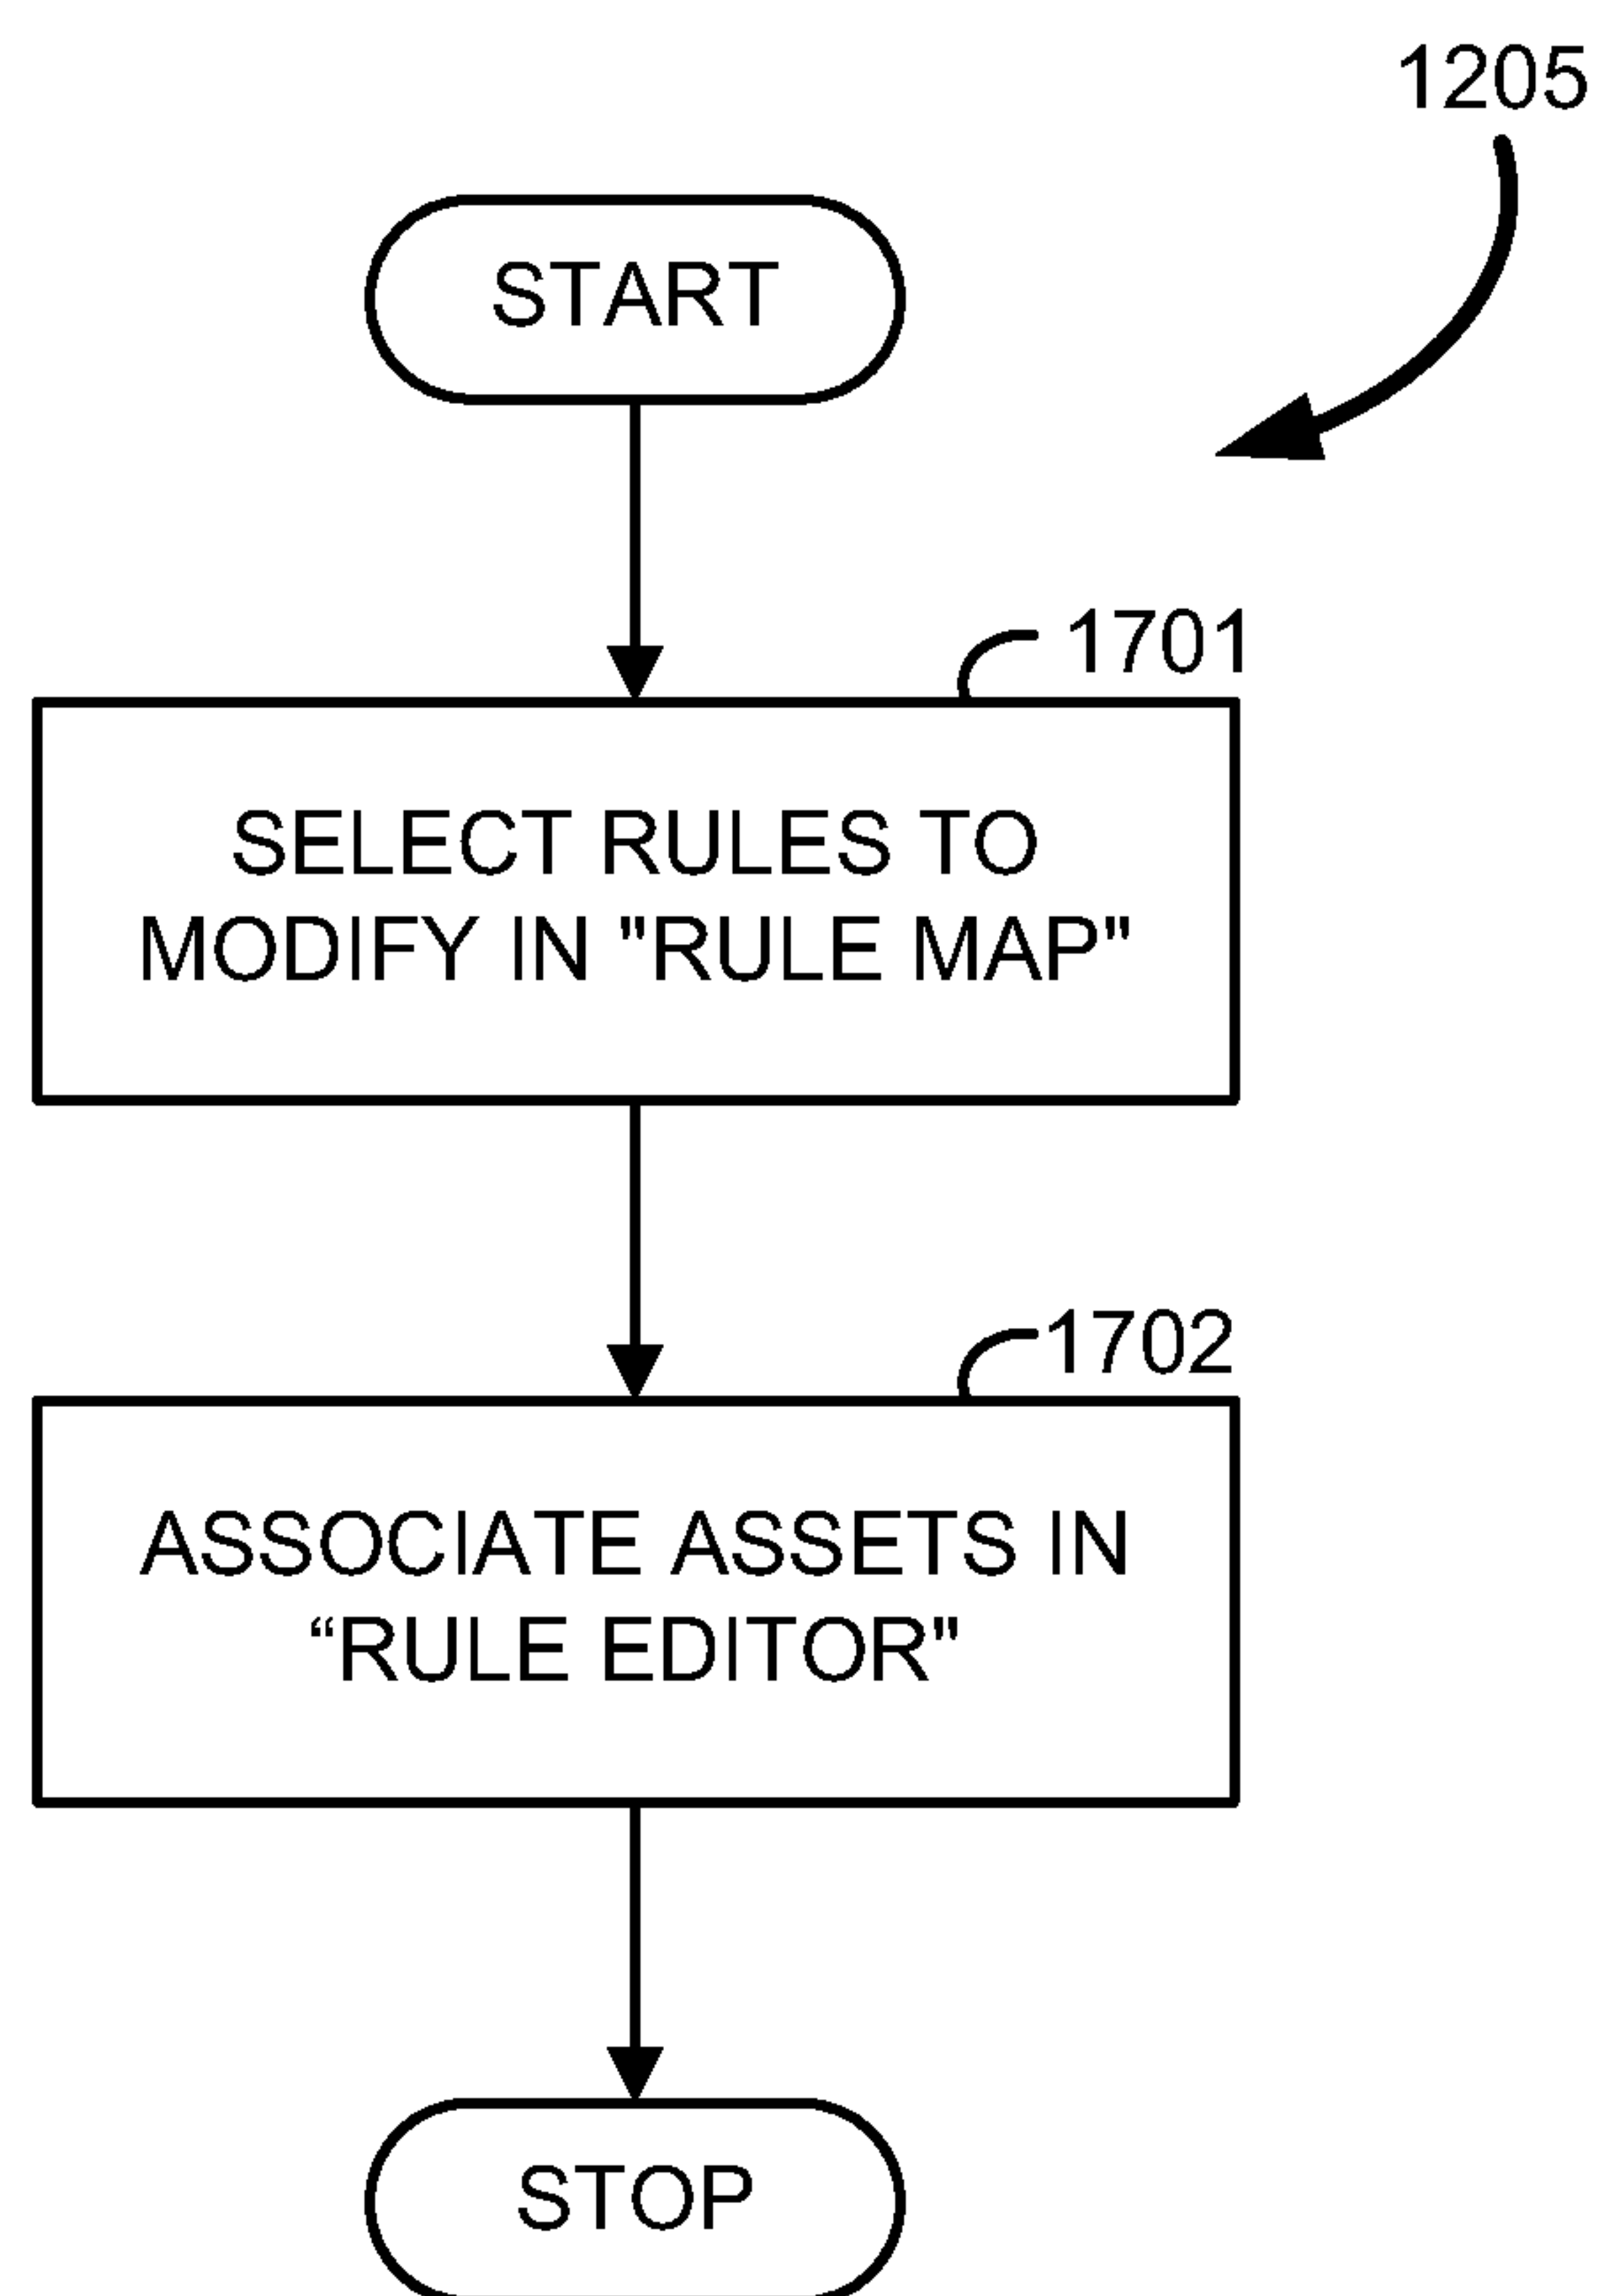 1205
START
1701
SELECT RULES TO
MODIFY IN "RULE MAP"
1702
ASSOCIATE ASSETS IN
“RULE EDITOR"
STOP